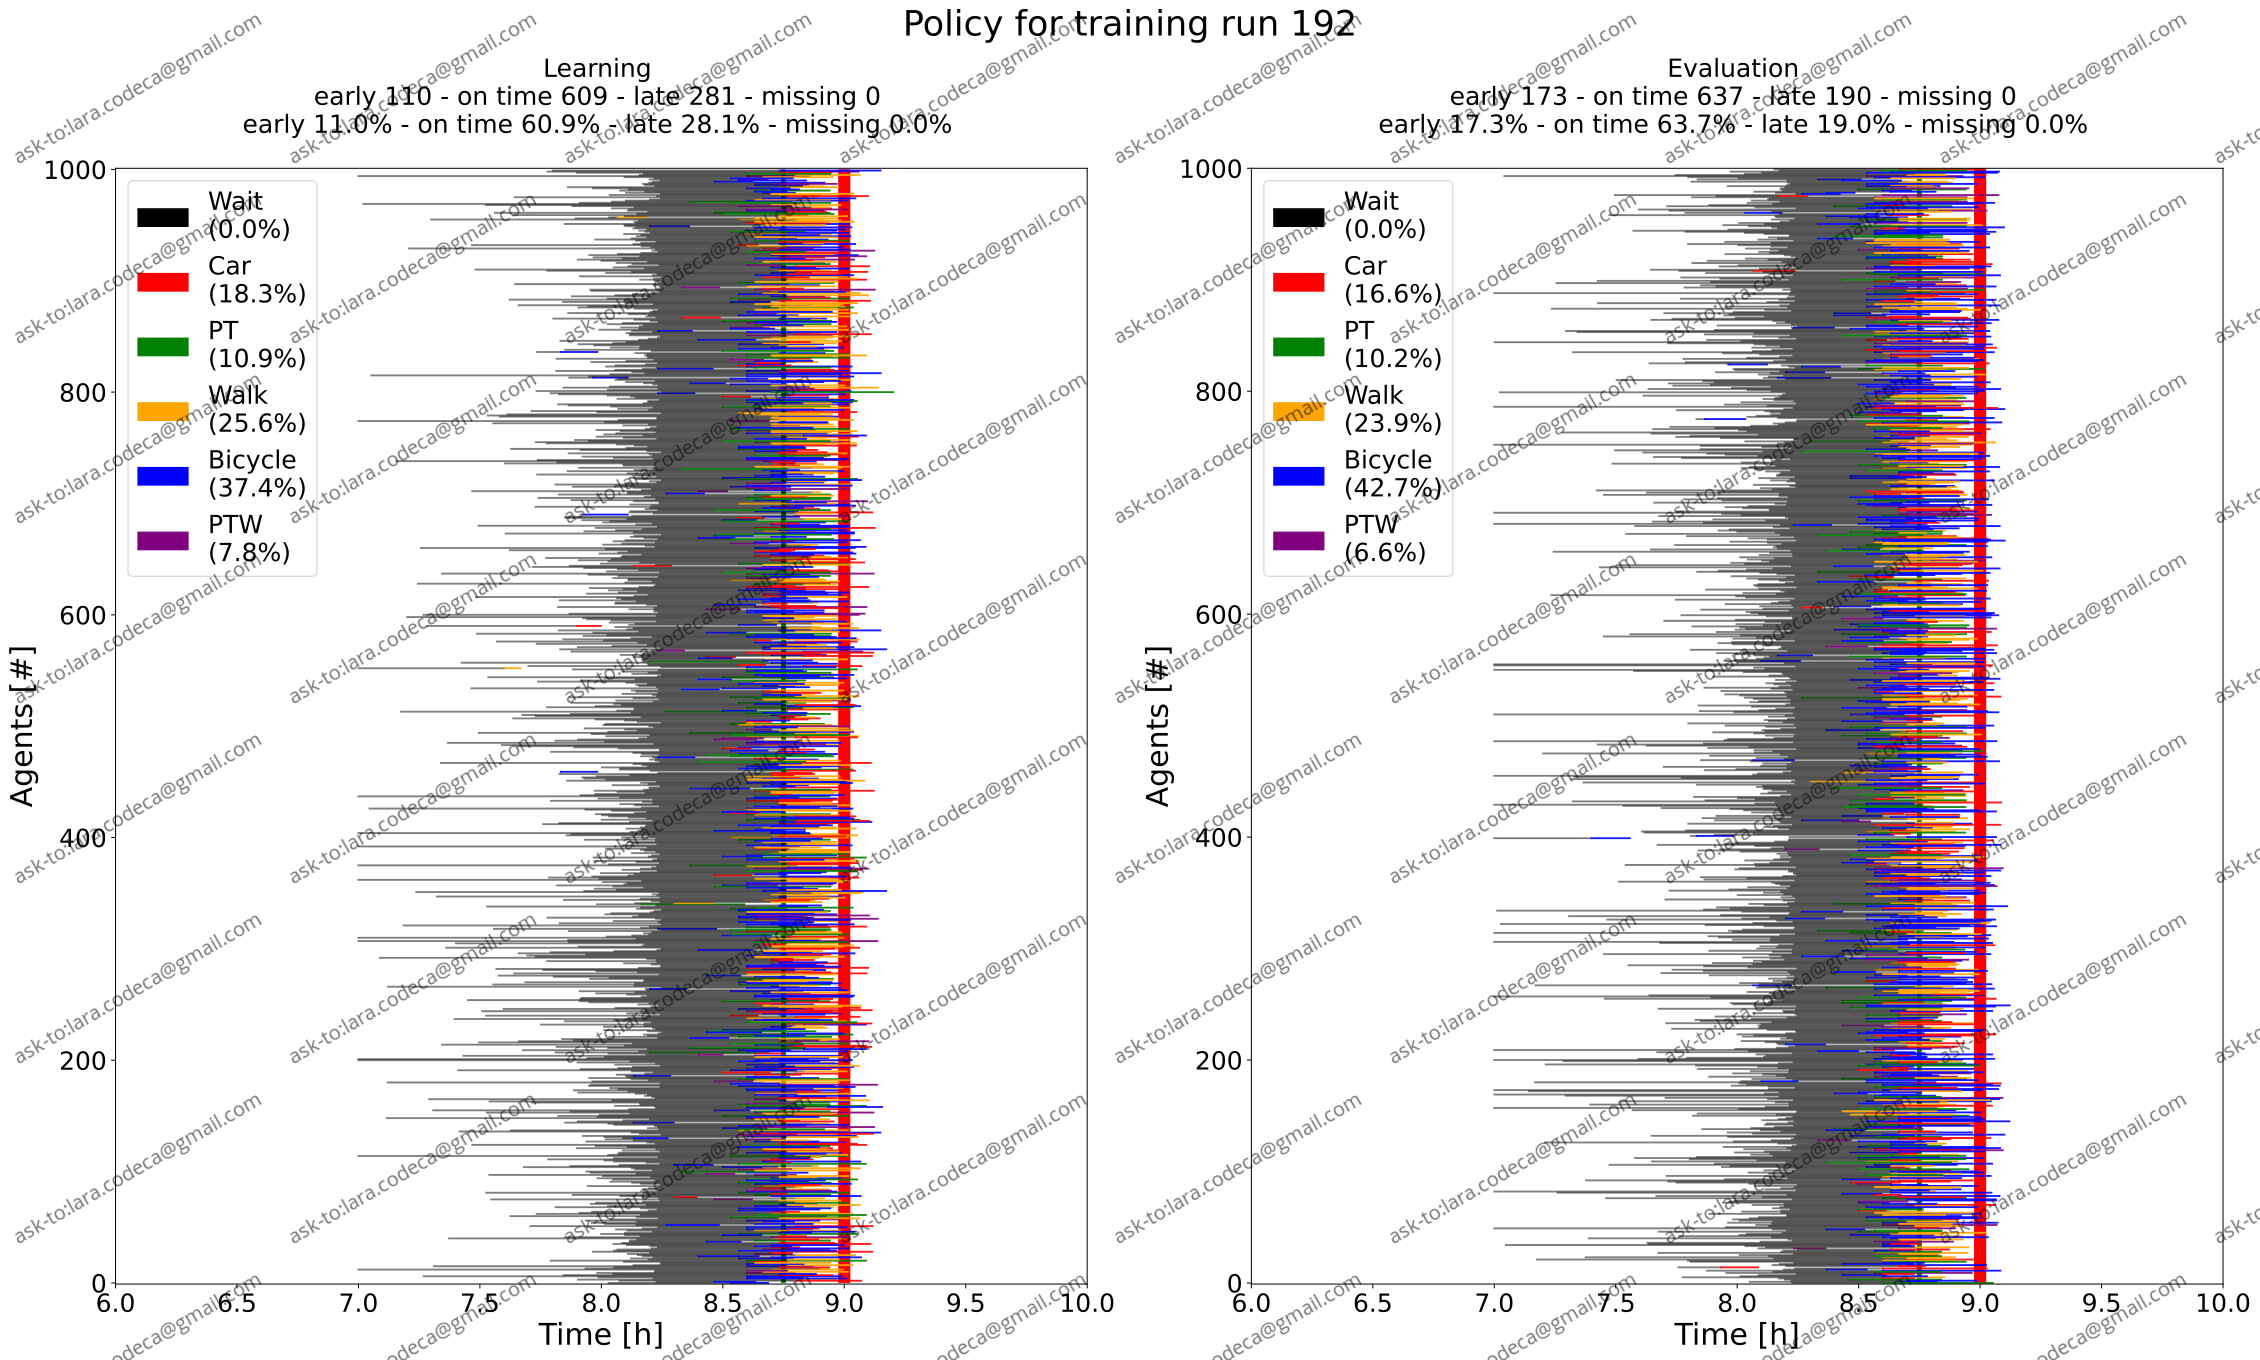 Policy for training run 192
Learning
early 110 - on time 609 - late 281 - missing 0
early 11.0% - on time 60.9% - late 28.1% - missing 0.0%
1000
800
600
400
200
0
Agents [#]
Wait
(0.0%)
Car
(18.3%)
PT
(10.9%)
Walk
(25.6%)
Bicycle
(37.4%)
PTW
(7.8%)
6.0 6.5 7.0 7.5 8.0 8.5 9.0 9.5 10.0
Time [h]
Evaluation
early 173 - on time 637 - late 190 - missing 0
early 17.3% - on time 63.7% - late 19.0% - missing 0.0%
1000
800
600
400
200
0
Agents [#]
Wait
(0.0%)
Car
(16.6%)
PT
(10.2%)
Walk
(23.9%)
Bicycle
(42.7%)
PTW
(6.6%)
6.0 6.5 7.0 7.5 8.0 8.5 9.0 9.5 10.0
Time [h]
ask-to:lara.codeca@gmail.com